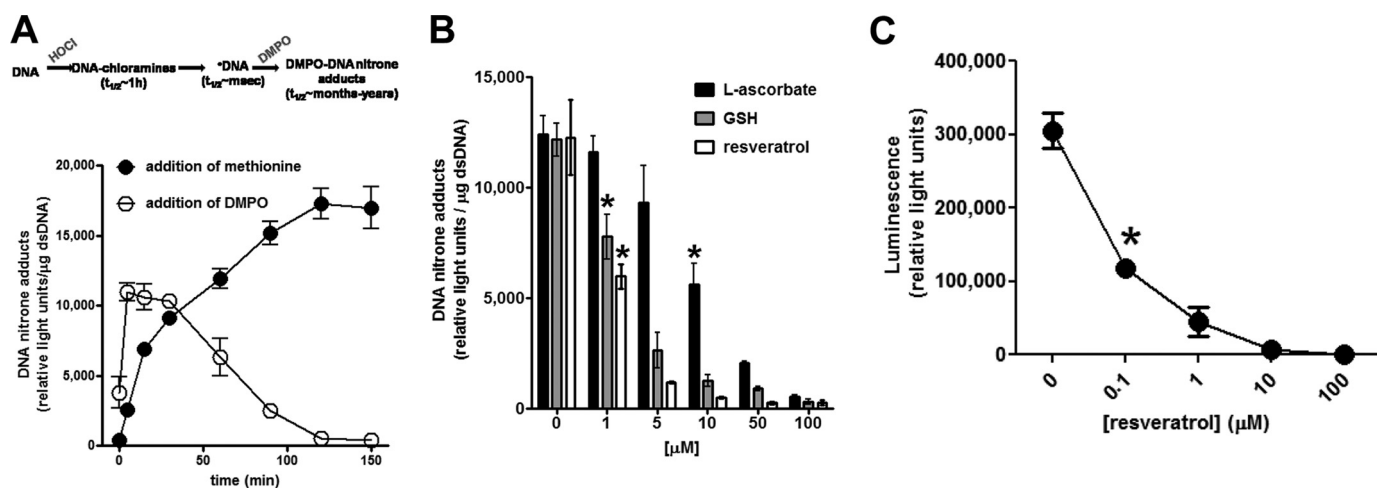 A
HOCl
DMPO
DNA
DNA-chloramines
(t1/2~1h)
•DNA
(t1/2~msec)
DMPO-DNA nitrone
adducts
(t1/2~months-years)
DNA nitrone adducts
(relative light units/μg dsDNA)
20,000
15,000
10,000
5,000
0
addition of methionine
addition of DMPO
0
50
100
150
time (min)
B
DNA nitrone adducts
(relative light units / μg dsDNA)
15,000
10,000
5,000
0
L-ascorbate
GSH
resveratrol
*
*
*
0
1
5
10
50
100
[μM]
C
Luminescence
(relative light units)
400,000
300,000
200,000
100,000
0
*
0
0.1
1
10
100
[resveratrol] (μM)